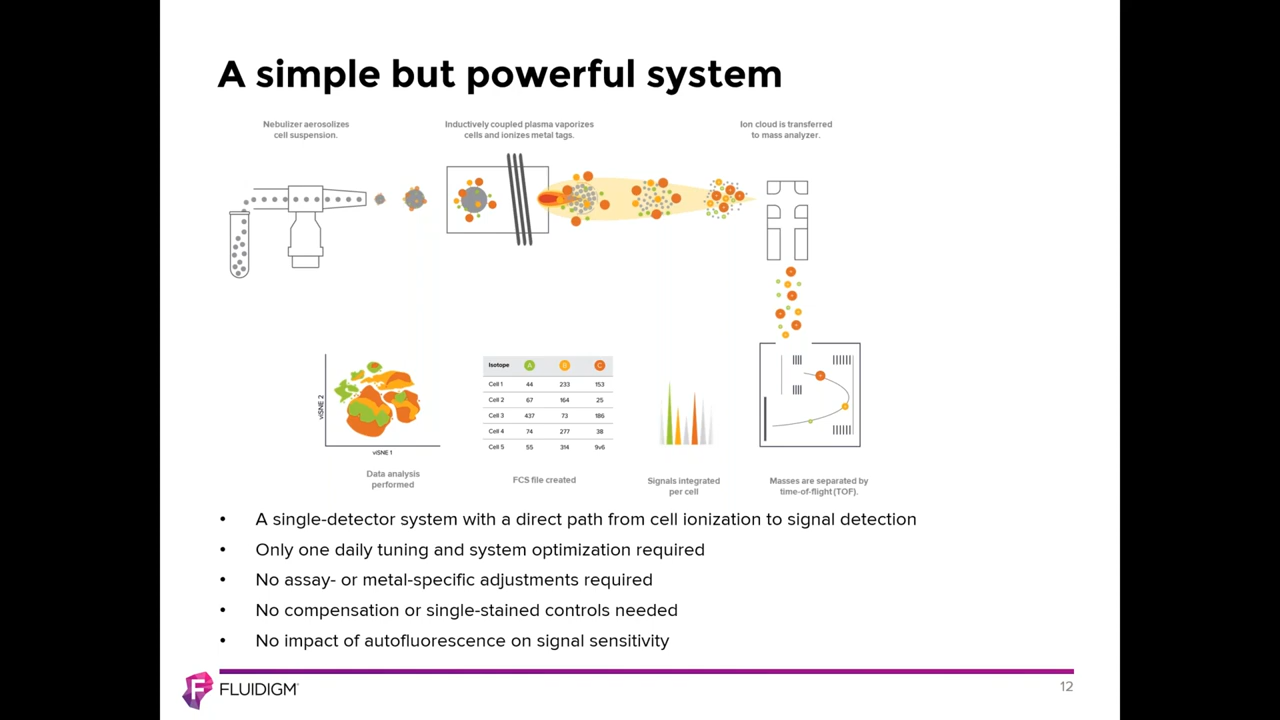 A simple but powerful system
Nebulizer aerosolizes
cell suspension.
Inductively coupled plasma vaporizes
cells and ionizes metal tags.
Ion cloud is transferred
to mass analyzer.
viSNE 2
viSNE 1
Data analysis
performed
Isotope A B C
Cell 1 44 233 153
Cell 2 67 164 25
Cell 3 437 73 186
Cell 4 74 277 38
Cell 5 55 314 9v6
FCS file created
Signals integrated
per cell
Masses are separated by
time-of-flight (TOF).
• A single-detector system with a direct path from cell ionization to signal detection
• Only one daily tuning and system optimization required
• No assay- or metal-specific adjustments required
• No compensation or single-stained controls needed
• No impact of autofluorescence on signal sensitivity
F FLUIDIGM
12